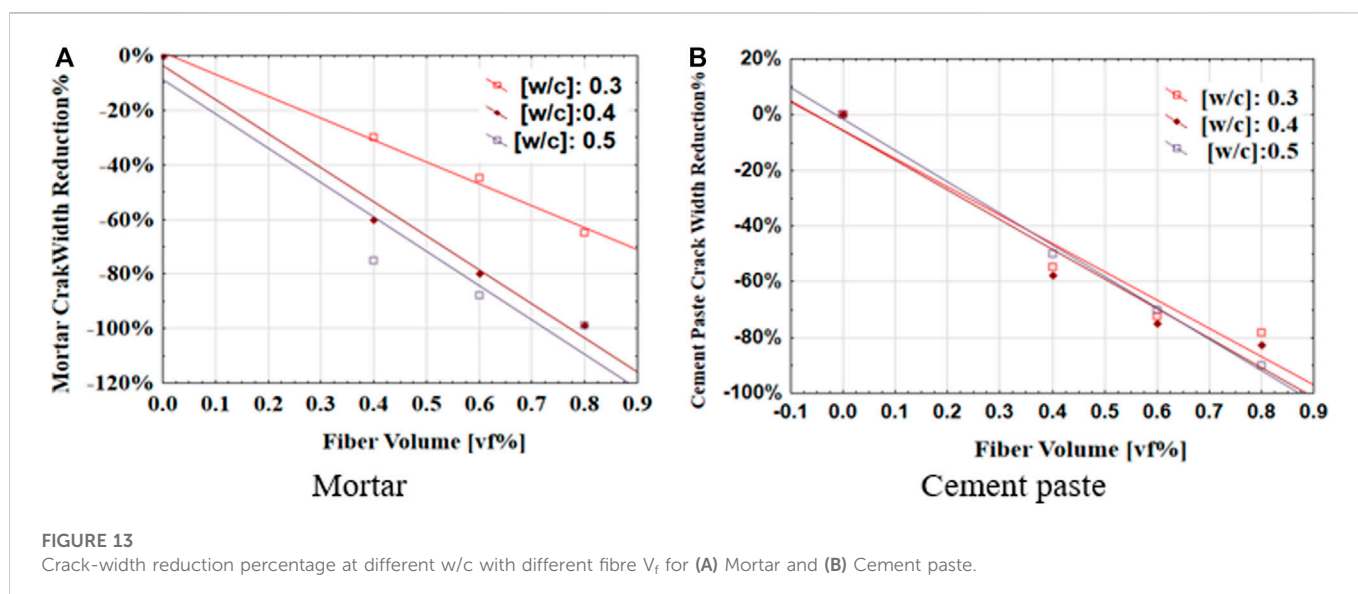 A
Mortar CrakWidth Reduction%
0%
-20%
-40%
-60%
-80%
-100%
-120%
[w/c]: 0.3
[w/c]:0.4
[w/c]: 0.5
0.0 0.1 0.2 0.3 0.4 0.5 0.6 0.7 0.8 0.9
Fiber Volume [vf%]
Mortar
B
Cement Paste Crack Width Reduction%
20%
0%
-20%
-40%
-60%
-80%
-100%
[w/c]: 0.3
[w/c]: 0.4
[w/c]:0.5
-0.1 0.0 0.1 0.2 0.3 0.4 0.5 0.6 0.7 0.8 0.9
Fiber Volume [vf%]
Cement paste
FIGURE 13
Crack-width reduction percentage at different w/c with different fibre Vf for (A) Mortar and (B) Cement paste.